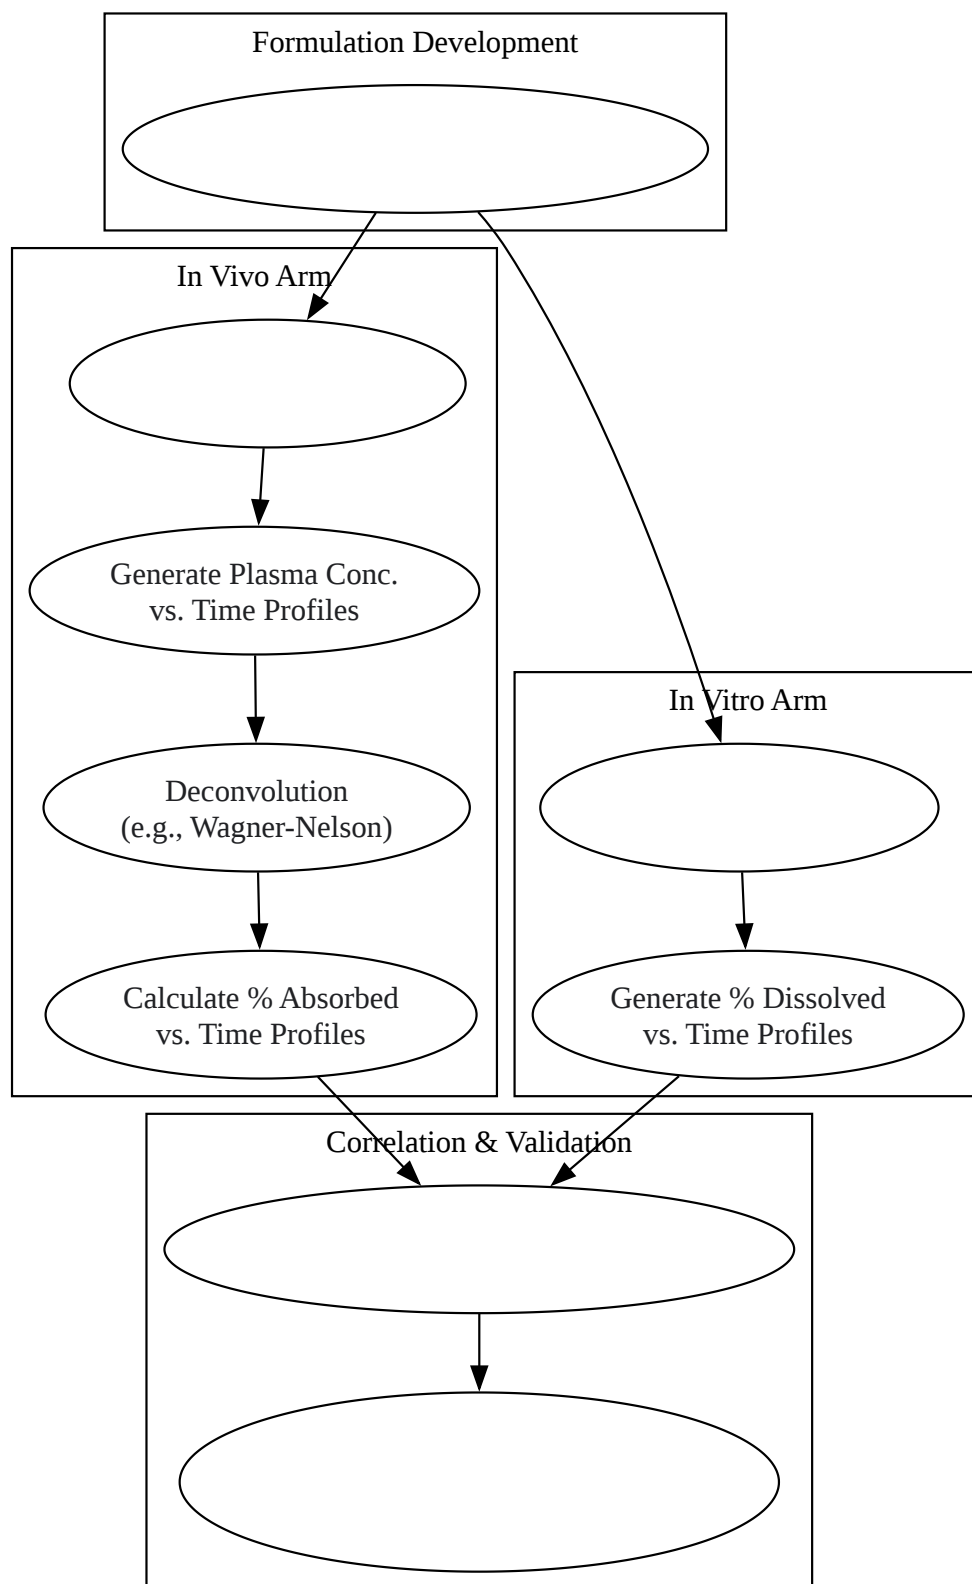 Formulation Development
In Vivo Arm
Generate Plasma Conc.
vs. Time Profiles
Deconvolution
(e.g., Wagner-Nelson)
Calculate % Absorbed
vs. Time Profiles
In Vitro Arm
Generate % Dissolved
vs. Time Profiles
Correlation & Validation